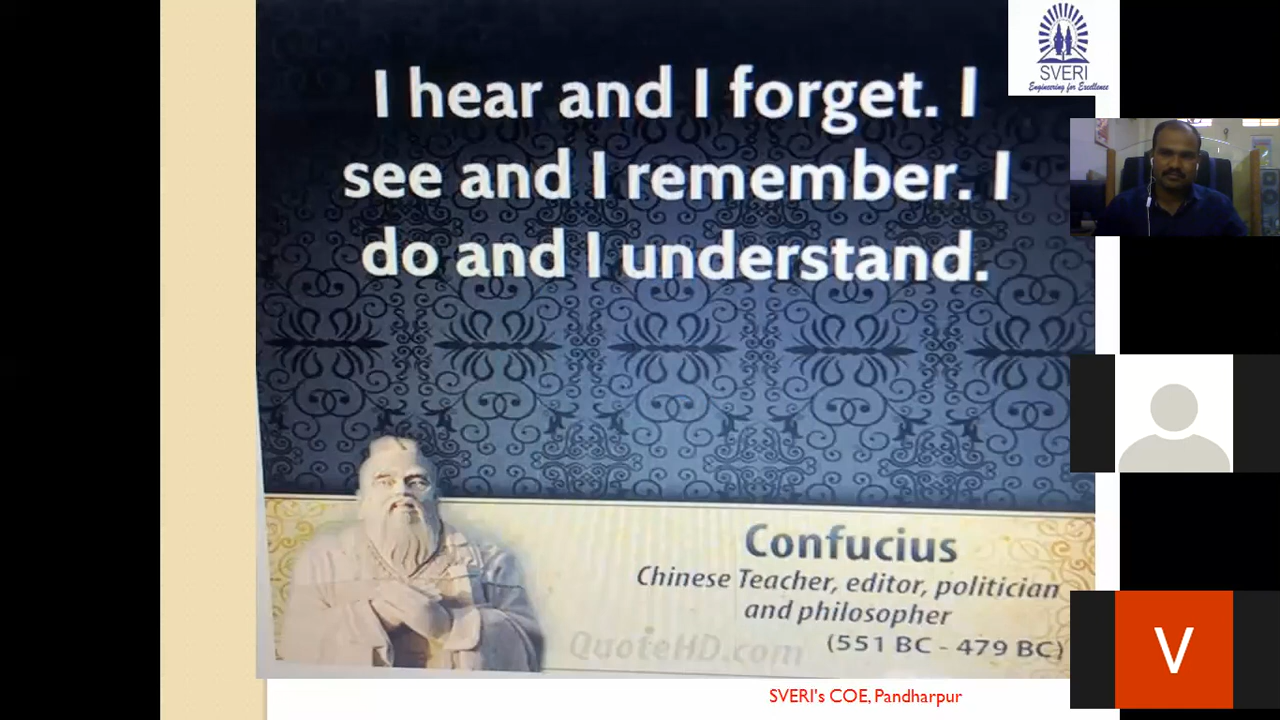 I hear and I forget. I
see and I remember. I
do and I understand.
Confucius
Chinese Teacher, editor, politician
and philosopher
(551 BC - 479 BC)
QuoteHD.com
SVERI's COE, Pandharpur
SVERI
Engineering for Excellence
V